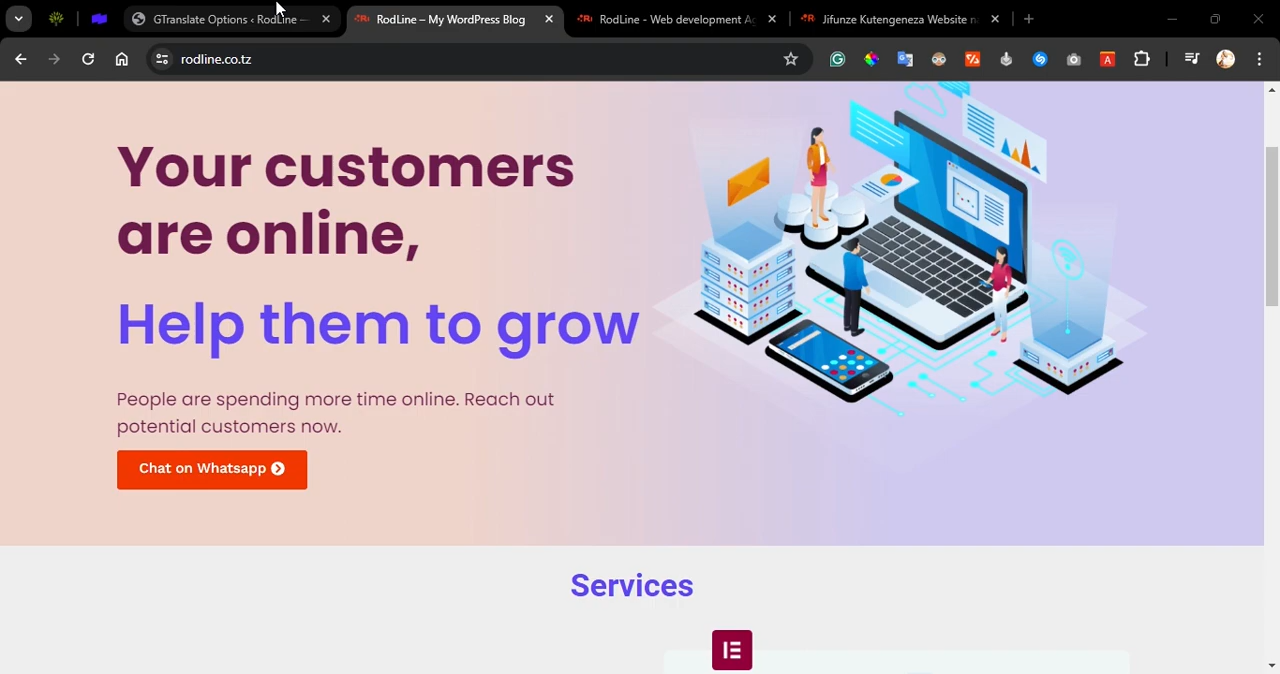 GTranslate Options ‹ RodLine —
RodLine – My WordPress Blog
RodLine - Web development Ag
Jifunze Kutengeneza Website na
rodline.co.tz
Your customers
are online,
Help them to grow
People are spending more time online. Reach out
potential customers now.
Chat on Whatsapp
Services